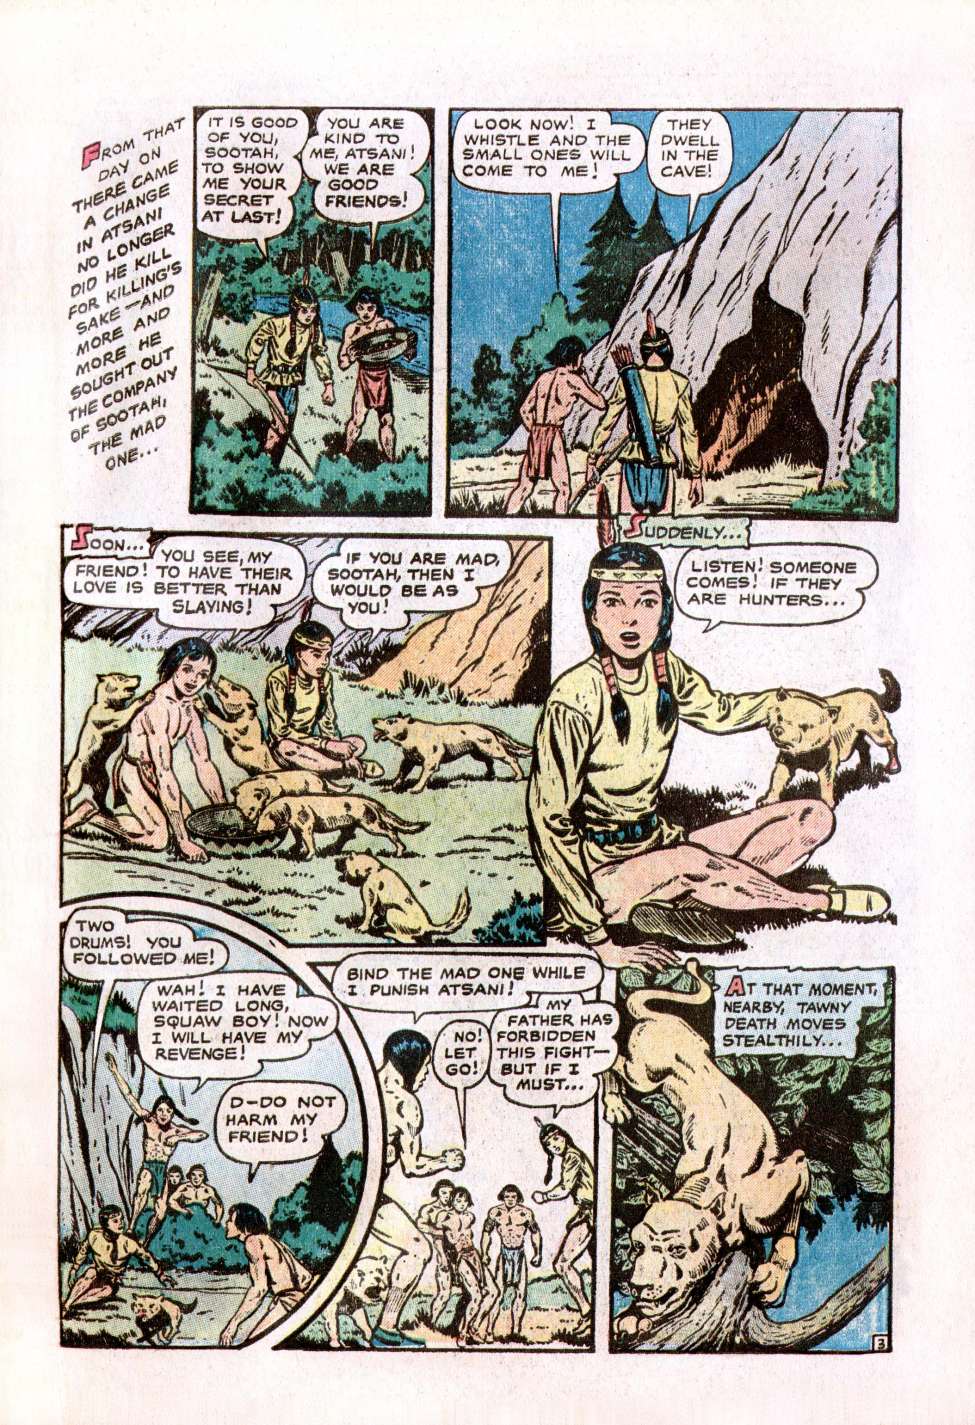 FROM THAT
DAY ON
THERE CAME
A CHANGE
IN ATSANI
NO LONGER
DID HE KILL
FOR KILLING'S
SAKE—AND
MORE AND
MORE HE
SOUGHT OUT
THE COMPANY
OF SOOTAH,
THE MAD
ONE...
IT IS GOOD
OF YOU,
SOOTAH,
TO SHOW
ME YOUR
SECRET
AT LAST!
YOU ARE
KIND TO
ME, ATSANI!
WE ARE
GOOD
FRIENDS!
LOOK NOW! I
WHISTLE AND THE
SMALL ONES WILL
COME TO ME!
THEY
DWELL
IN THE
CAVE!
SOON...
YOU SEE, MY
FRIEND! TO HAVE THEIR
LOVE IS BETTER THAN
SLAYING!
IF YOU ARE MAD,
SOOTAH, THEN I
WOULD BE AS
YOU!
SUDDENLY...
LISTEN! SOMEONE
COMES! IF THEY
ARE HUNTERS...
TWO
DRUMS! YOU
FOLLOWED ME!
WAH! I HAVE
WAITED LONG,
SQUAW BOY! NOW
I WILL HAVE MY
REVENGE!
D-DO NOT
HARM MY
FRIEND!
BIND THE MAD ONE WHILE
I PUNISH ATSANI!
NO!
LET
GO!
MY
FATHER HAS
FORBIDDEN
THIS FIGHT—
BUT IF I
MUST...
AT THAT MOMENT,
NEARBY, TAWNY
DEATH MOVES
STEALTHILY...
3